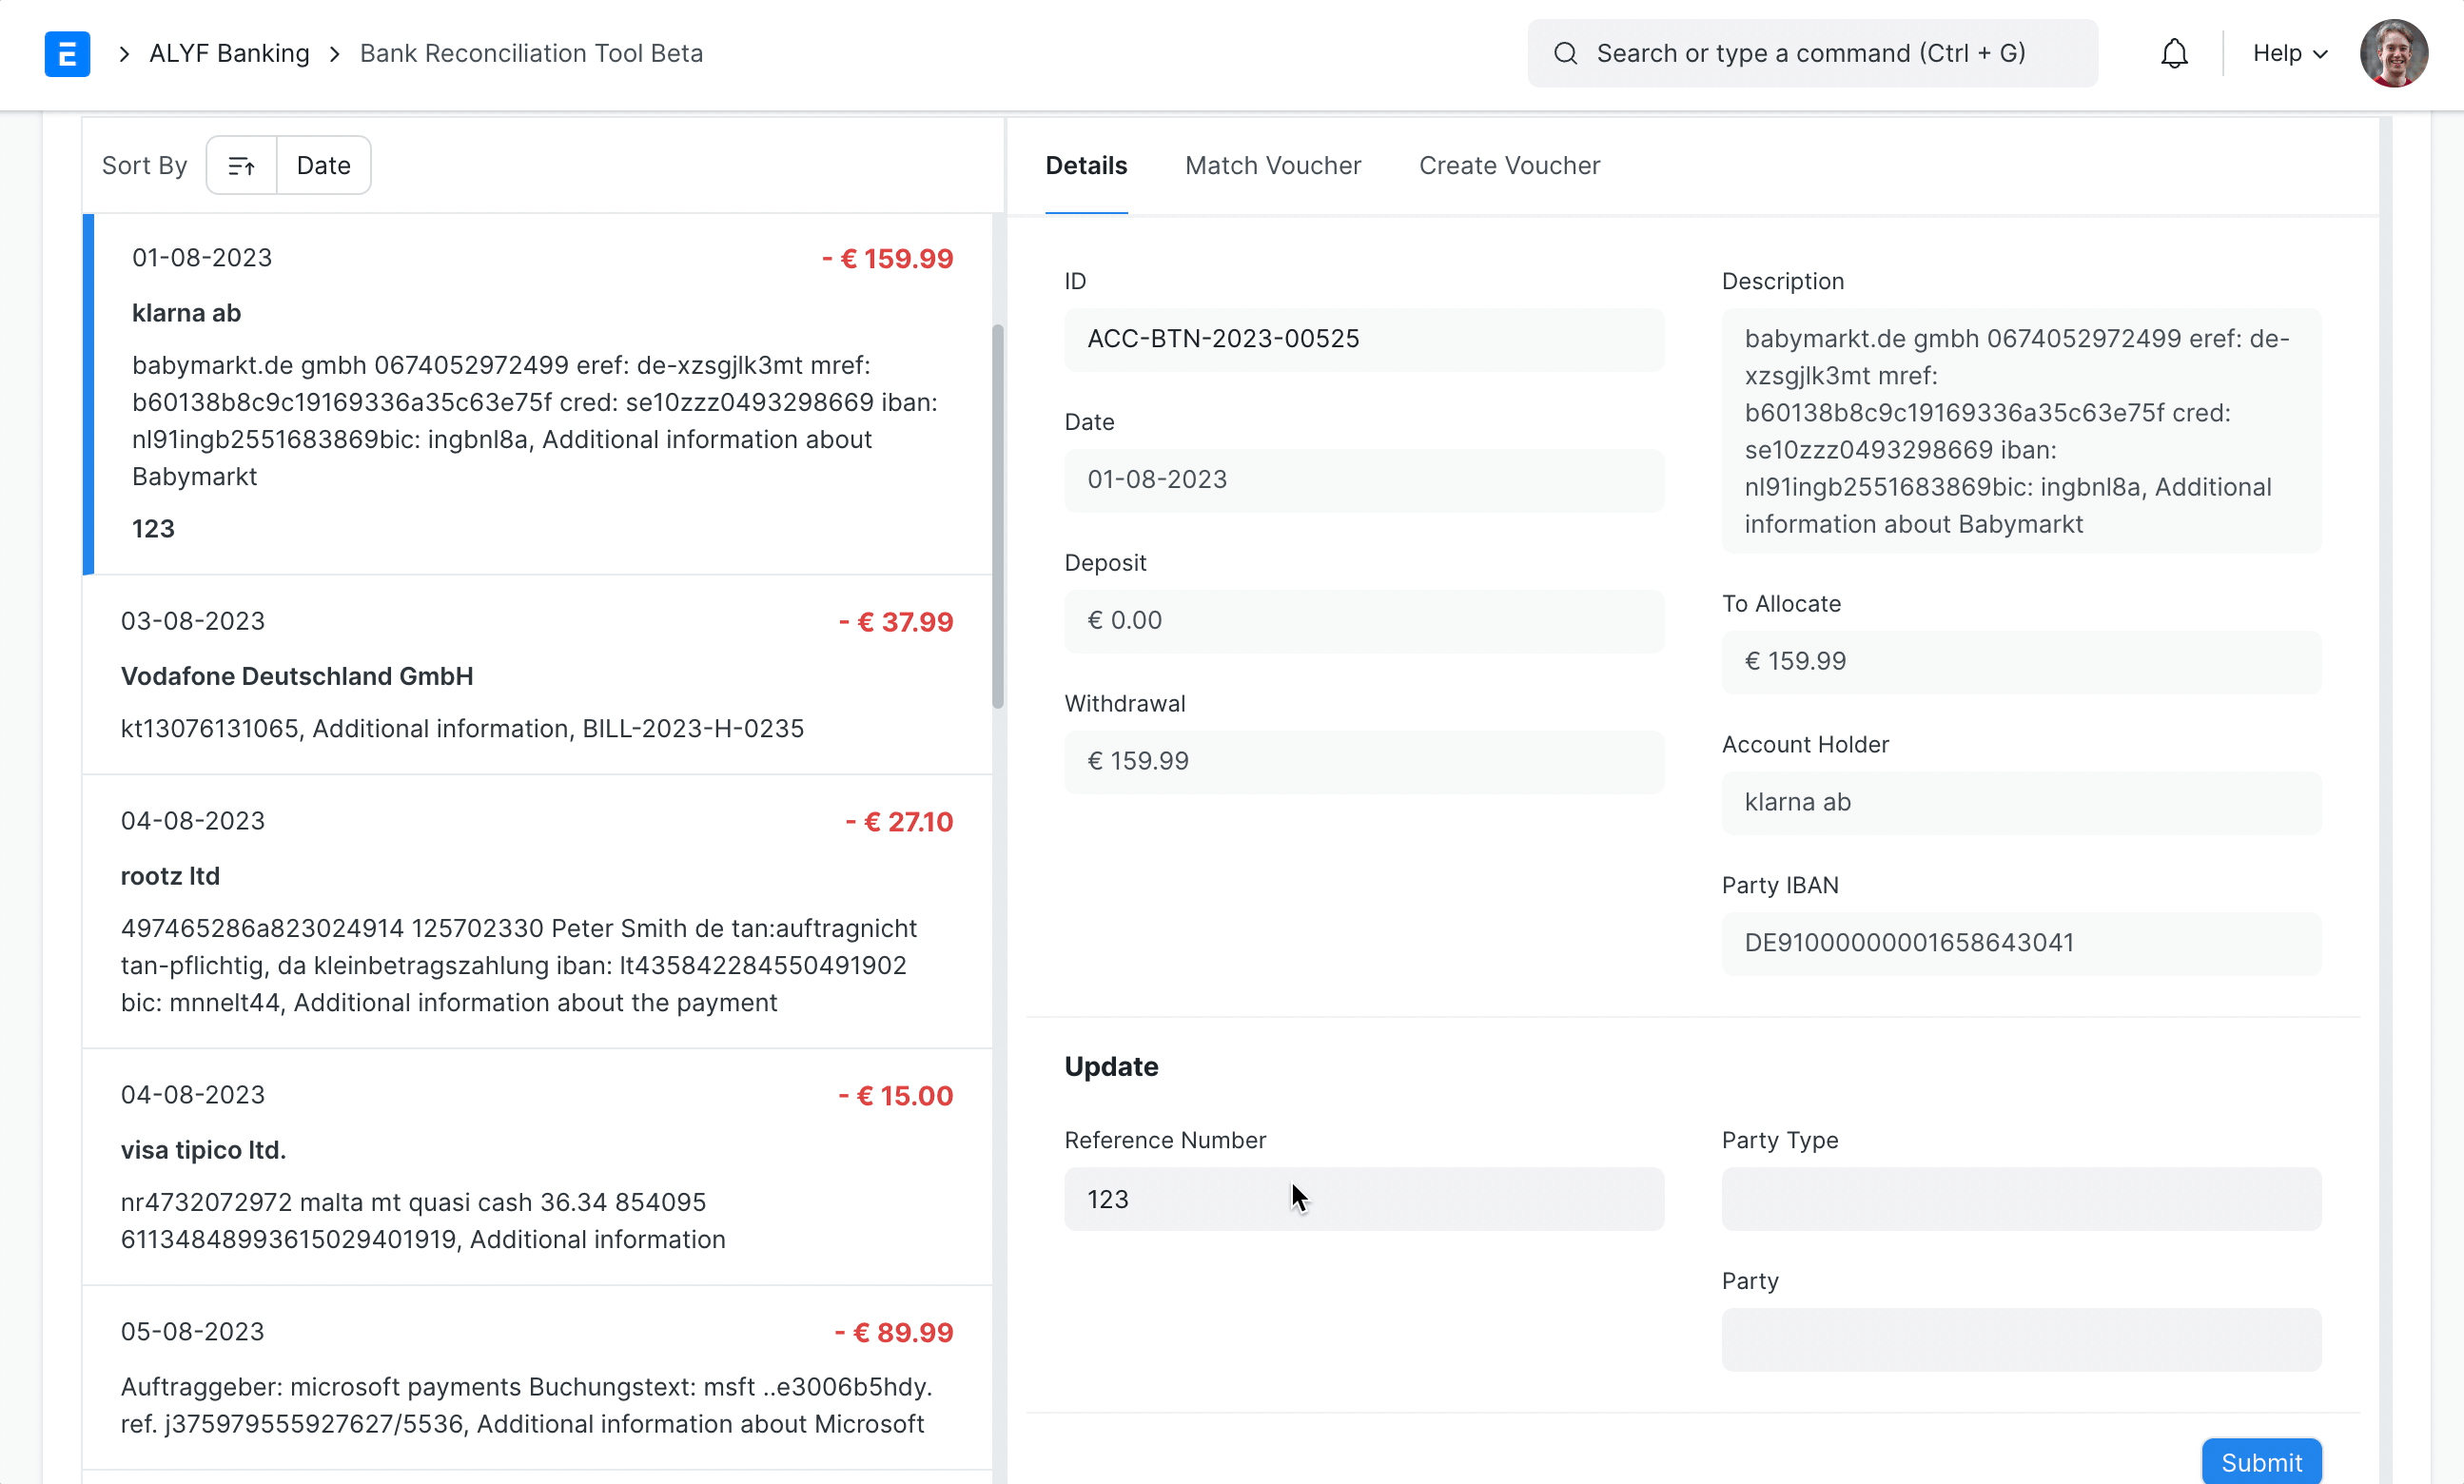 E
ALYF Banking
Bank Reconciliation Tool Beta
Search or type a command (Ctrl + G)
Help
Sort By
Date
01-08-2023
- € 159.99
klarna ab
babymarkt.de gmbh 0674052972499 eref: de-xzsgjlk3mt mref:
b60138b8c9c19169336a35c63e75f cred: se10zzz0493298669 iban:
nl91ingb2551683869bic: ingbnl8a, Additional information about
Babymarkt
123
03-08-2023
- € 37.99
Vodafone Deutschland GmbH
kt13076131065, Additional information, BILL-2023-H-0235
04-08-2023
- € 27.10
rootz ltd
497465286a823024914 125702330 Peter Smith de tan:auftragnicht
tan-pflichtig, da kleinbetragszahlung iban: lt435842284550491902
bic: mnnelt44, Additional information about the payment
04-08-2023
- € 15.00
visa tipico ltd.
nr4732072972 malta mt quasi cash 36.34 854095
61134848993615029401919, Additional information
05-08-2023
- € 89.99
Auftraggeber: microsoft payments Buchungstext: msft ..e3006b5hdy.
ref. j375979555927627/5536, Additional information about Microsoft
Details
Match Voucher
Create Voucher
ID
ACC-BTN-2023-00525
Date
01-08-2023
Deposit
€ 0.00
Withdrawal
€ 159.99
Description
babymarkt.de gmbh 0674052972499 eref: de-
xzsgjlk3mt mref:
b60138b8c9c19169336a35c63e75f cred:
se10zzz0493298669 iban:
nl91ingb2551683869bic: ingbnl8a, Additional
information about Babymarkt
To Allocate
€ 159.99
Account Holder
klarna ab
Party IBAN
DE91000000001658643041
Update
Reference Number
123
Party Type
Party
Submit